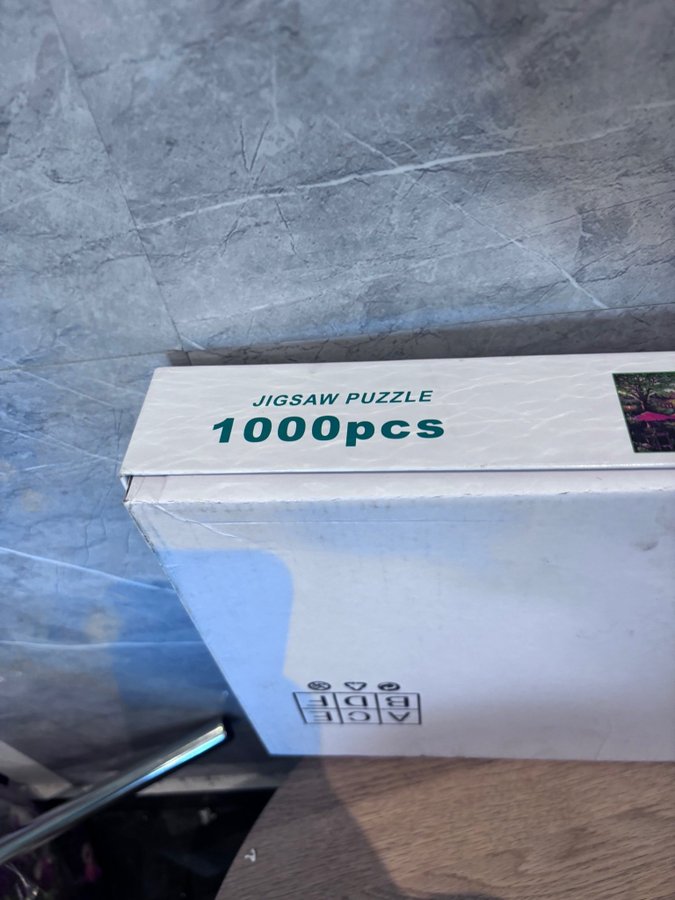 JIGSAW PUZZLE
1000pcs
A C E
B D F